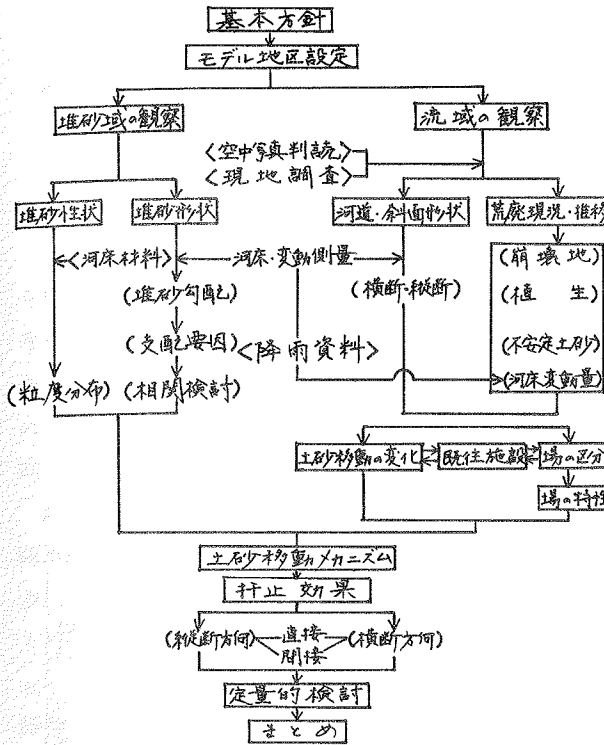 基本方針
モデル地区設定
堆砂域の観察
流域の観察
<空中写真判読>
<現地調査>
堆砂性状
堆砂形状
河道・斜面形状
荒廃現況・推移
<河床材料>
河床・変動測量
(崩壊地)
(堆砂勾配)
(横断・縦断)
(植生)
(支配要因)
<降雨資料>
(不安定土砂)
(粒度分布)
(相関検討)
(河床変動量)
土砂移動の変化
既往施設
場の区分
場の特性
土砂移動メカニズム
抑止効果
(縦断方向)
直接
間接
(横断方向)
定量的検討
まとめ